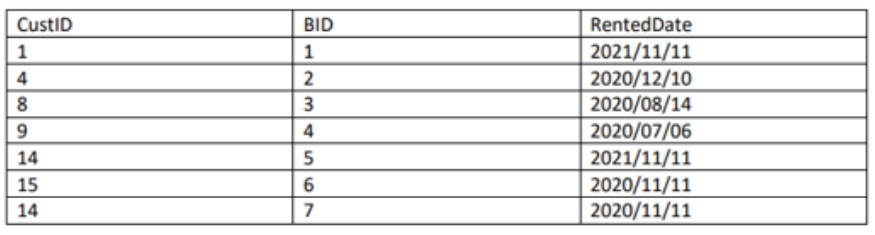 CustID BID RentedDate
1 1 2021/11/11
4 2 2020/12/10
8 3 2020/08/14
9 4 2020/07/06
14 5 2021/11/11
15 6 2020/11/11
14 7 2020/11/11